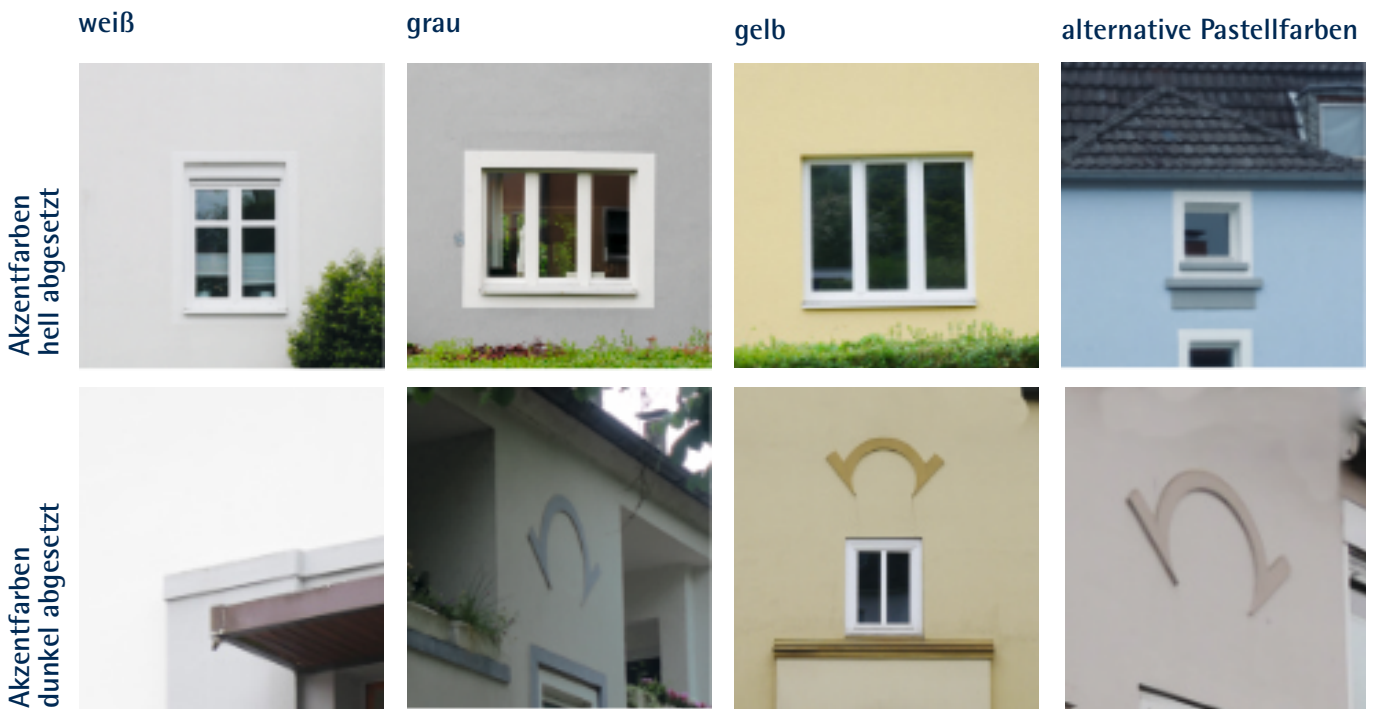 weiß
grau
gelb
alternative Pastellfarben
Akzentfarben
hell abgesetzt
Akzentfarben
dunkel abgesetzt